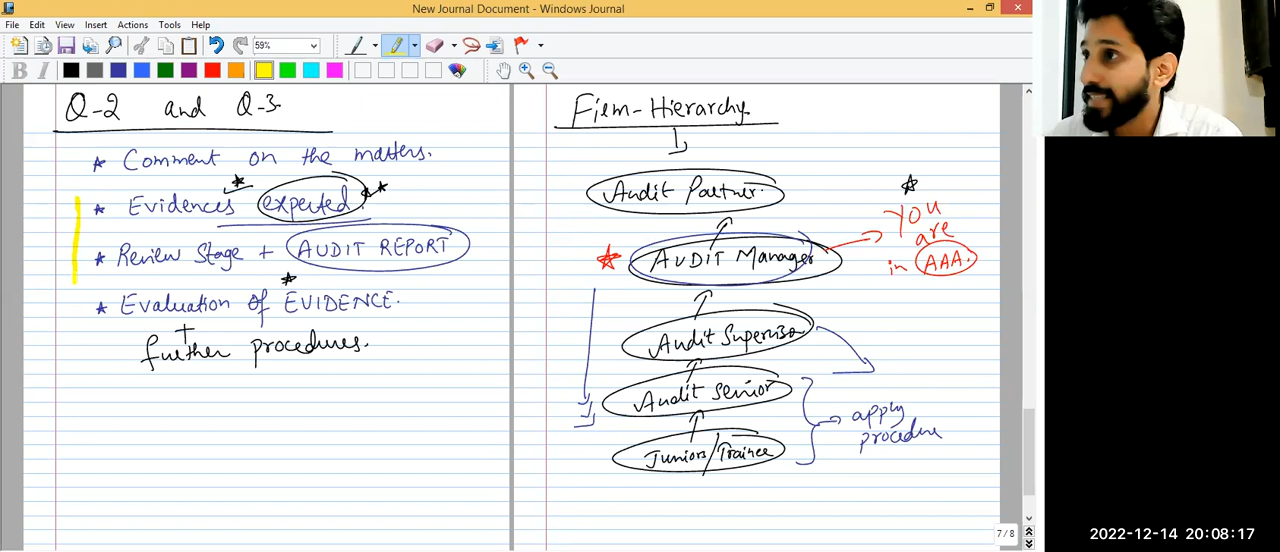 New Journal Document - Windows Journal
File Edit View Insert Actions Tools Help
59%
B I
Q-2 and Q-3
Comment on the matters.
Evidences expected
Review Stage + AUDIT REPORT
Evaluation of EVIDENCE.
+
further procedures.
Firm-Hierarchy
Audit Partner
AUDIT Manager
YOU
are
in AAA.
Audit Supervisor
Audit Senior
Juniors/Trainee
apply
procedure
7 / 8
2022-12-14 20:08:17